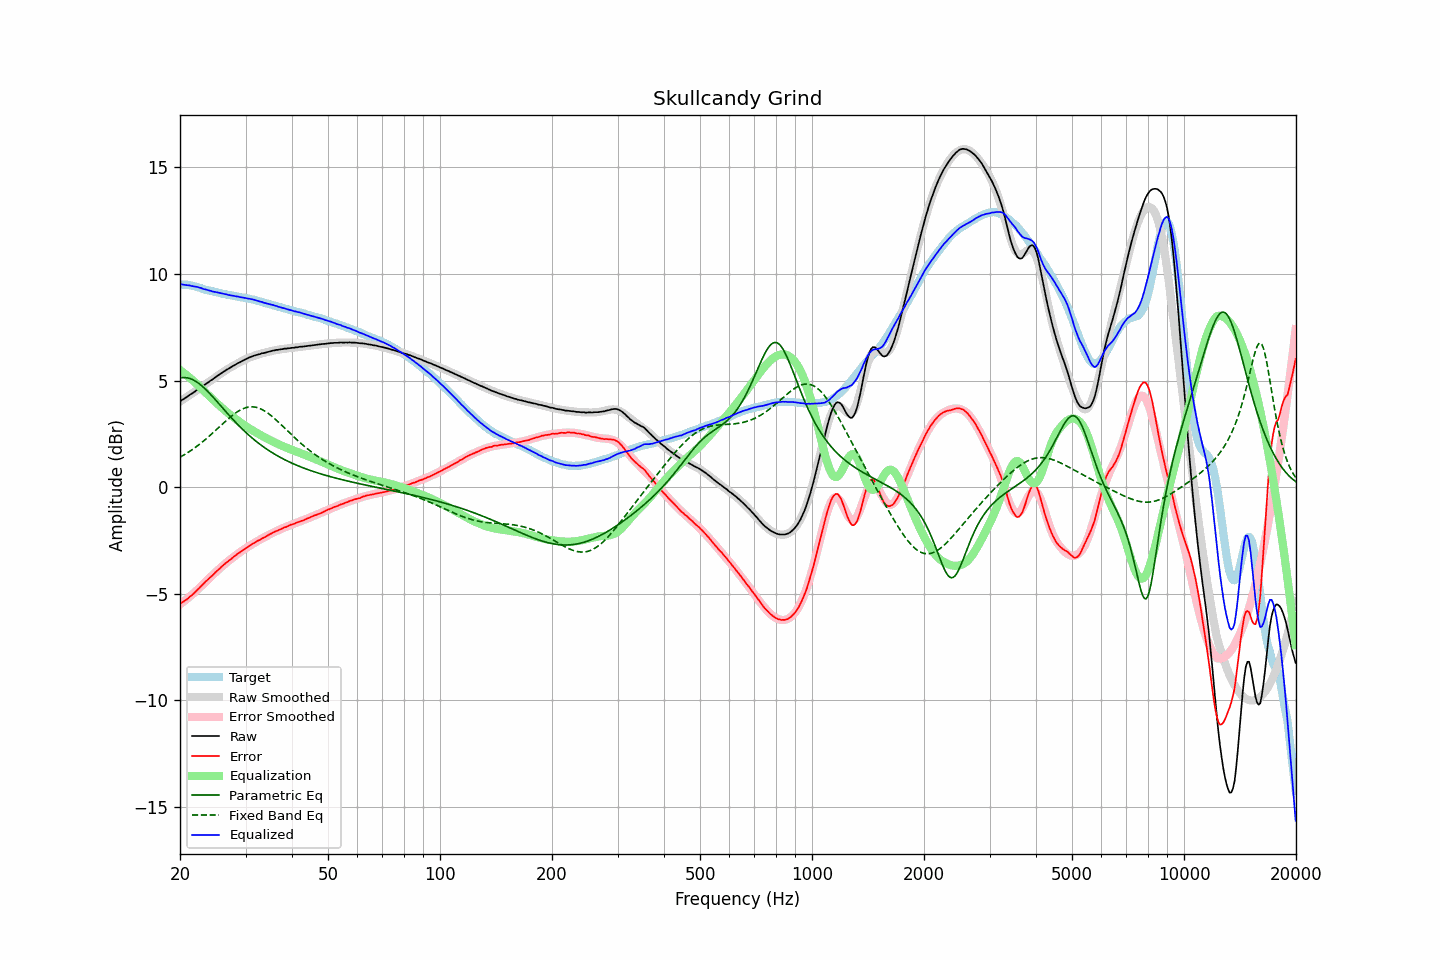 Skullcandy Grind
Amplitude (dBr)
15
10
5
0
−5
−10
−15
Target
Raw Smoothed
Error Smoothed
Raw
Error
Equalization
Parametric Eq
Fixed Band Eq
Equalized
20 50 100 200 500 1000 2000 5000 10000 20000
Frequency (Hz)